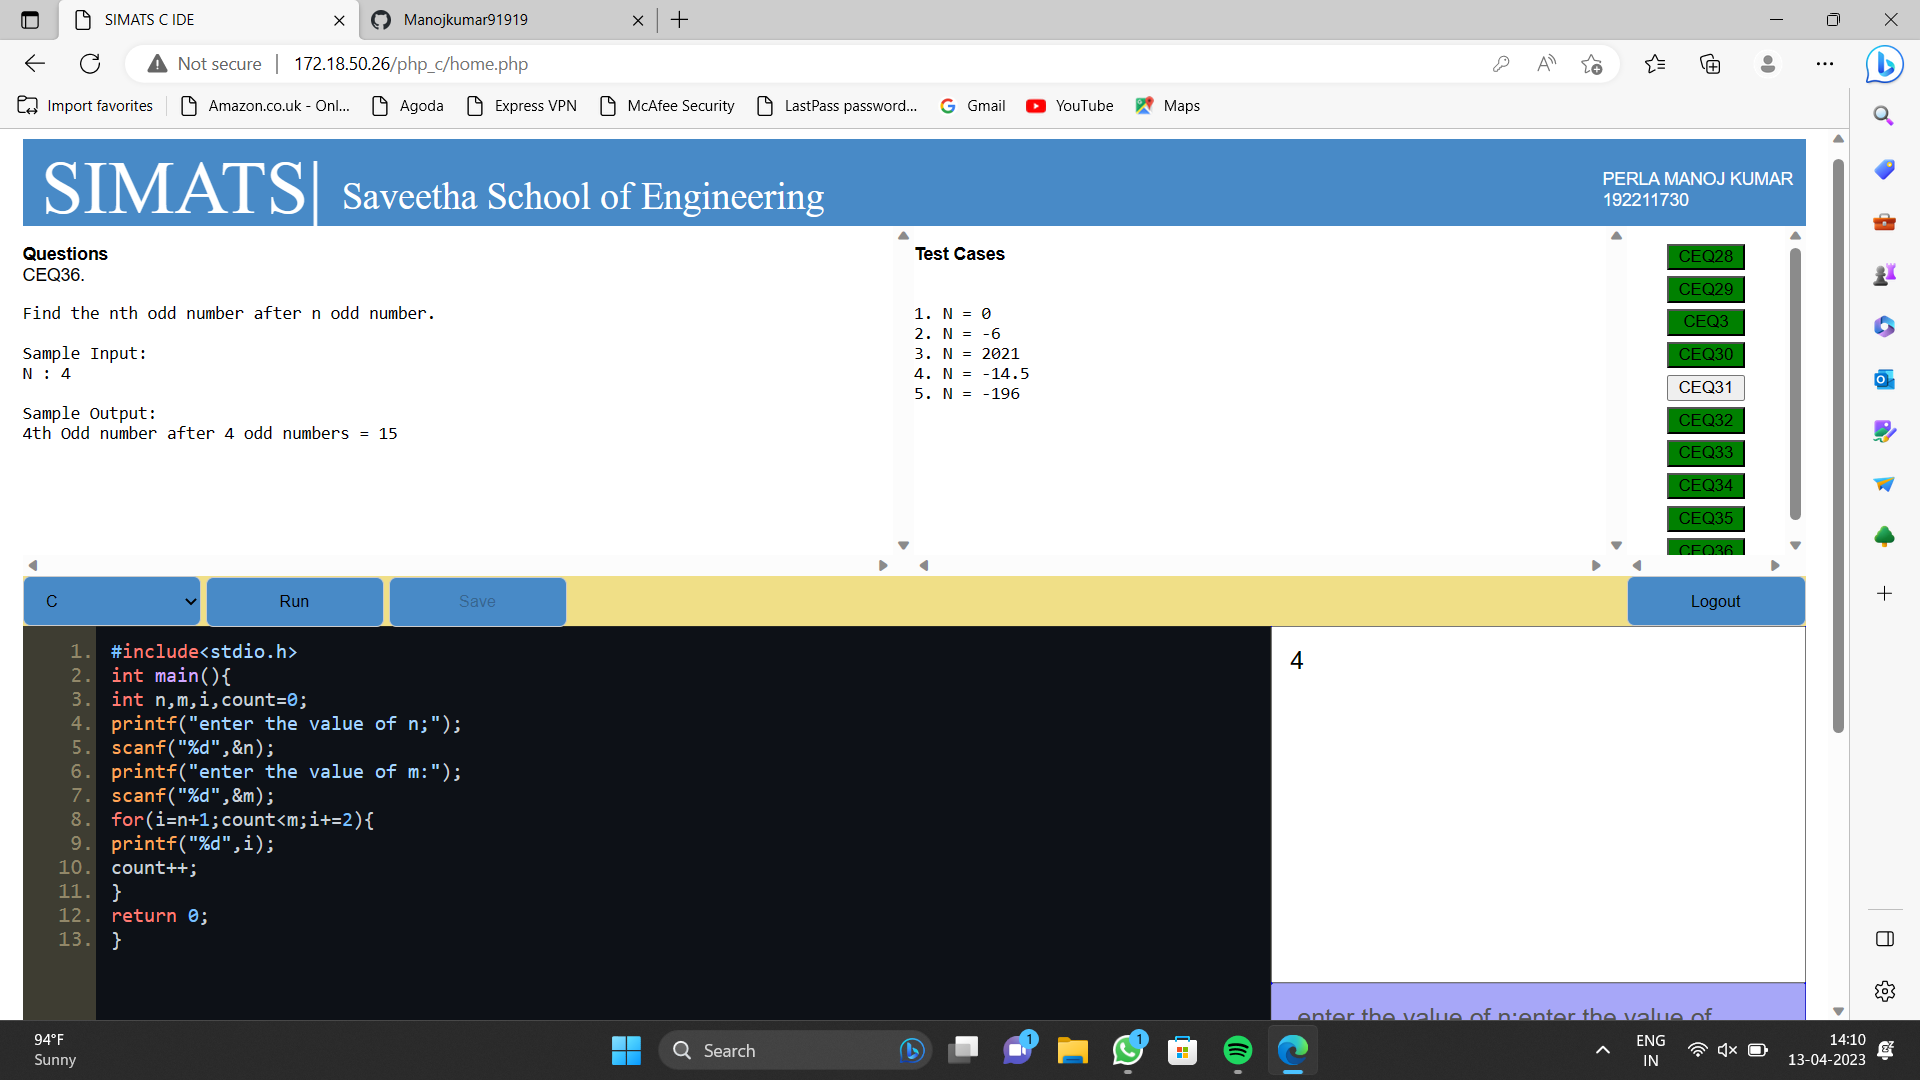 SIMATS C IDE
Manojkumar91919
Not secure
172.18.50.26/php_c/home.php
Import favorites
Amazon.co.uk - Onl...
Agoda
Express VPN
McAfee Security
LastPass password...
Gmail
YouTube
Maps
SIMATS|
Saveetha School of Engineering
PERLA MANOJ KUMAR
192211730
Questions
CEQ36.
Find the nth odd number after n odd number.
Sample Input:
N : 4
Sample Output:
4th Odd number after 4 odd numbers = 15
Test Cases
1. N = 0
2. N = -6
3. N = 2021
4. N = -14.5
5. N = -196
CEQ28
CEQ29
CEQ3
CEQ30
CEQ31
CEQ32
CEQ33
CEQ34
CEQ35
CEQ36
C
Run
Save
Logout
1. #include<stdio.h>
2. int main(){
3. int n,m,i,count=0;
4. printf("enter the value of n;");
5. scanf("%d",&n);
6. printf("enter the value of m:");
7. scanf("%d",&m);
8. for(i=n+1;count<m;i+=2){
9. printf("%d",i);
10. count++;
11. }
12. return 0;
13. }
4
enter the value of n;enter the value of
94°F
Sunny
Search
1
1
ENG
IN
14:10
13-04-2023